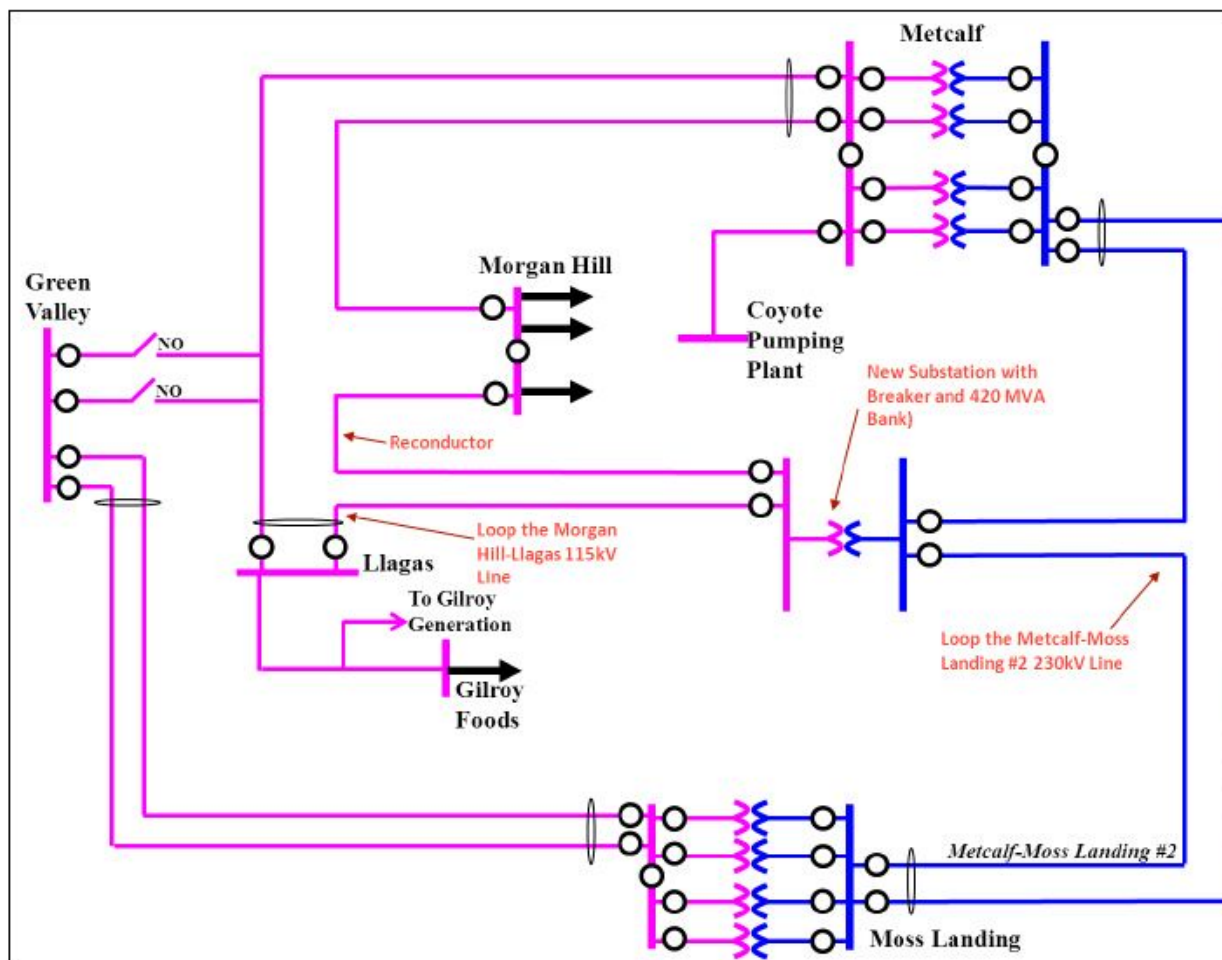 Metcalf
Green
Valley
NO
NO
Morgan Hill
Coyote
Pumping
Plant
New Substation with
Breaker and 420 MVA
Bank)
Reconductor
Loop the Morgan
Hill-Llagas 115kV
Line
Llagas
To Gilroy
Generation
Gilroy
Foods
Loop the Metcalf-Moss
Landing #2 230kV Line
Metcalf-Moss Landing #2
Moss Landing